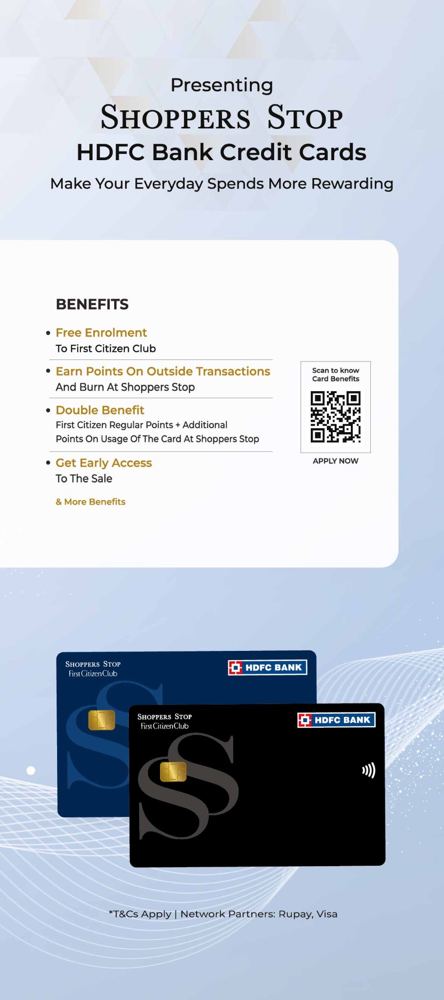 Presenting
SHOPPERS STOP
HDFC Bank Credit Cards
Make Your Everyday Spends More Rewarding
BENEFITS
• Free Enrolment
To First Citizen Club
• Earn Points On Outside Transactions
And Burn At Shoppers Stop
• Double Benefit
First Citizen Regular Points + Additional
Points On Usage Of The Card At Shoppers Stop
• Get Early Access
To The Sale
& More Benefits
Scan to know
Card Benefits
APPLY NOW
SHOPPERS STOP
First Citizen Club
HDFC BANK
SS
SHOPPERS STOP
First Citizen Club
HDFC BANK
SS
*T&Cs Apply | Network Partners: Rupay, Visa